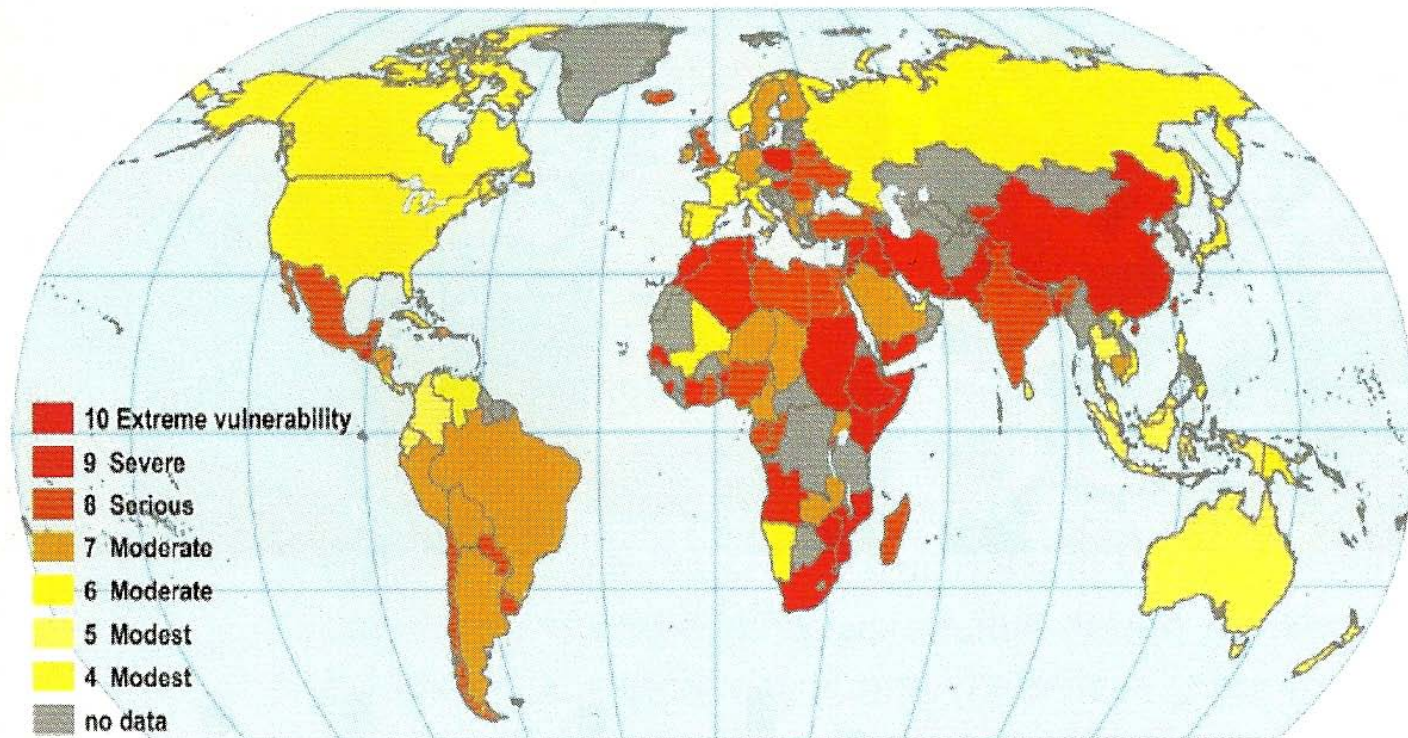 10 Extreme vulnerability
9 Severe
8 Serious
7 Moderate
6 Moderate
5 Modest
4 Modest
no data